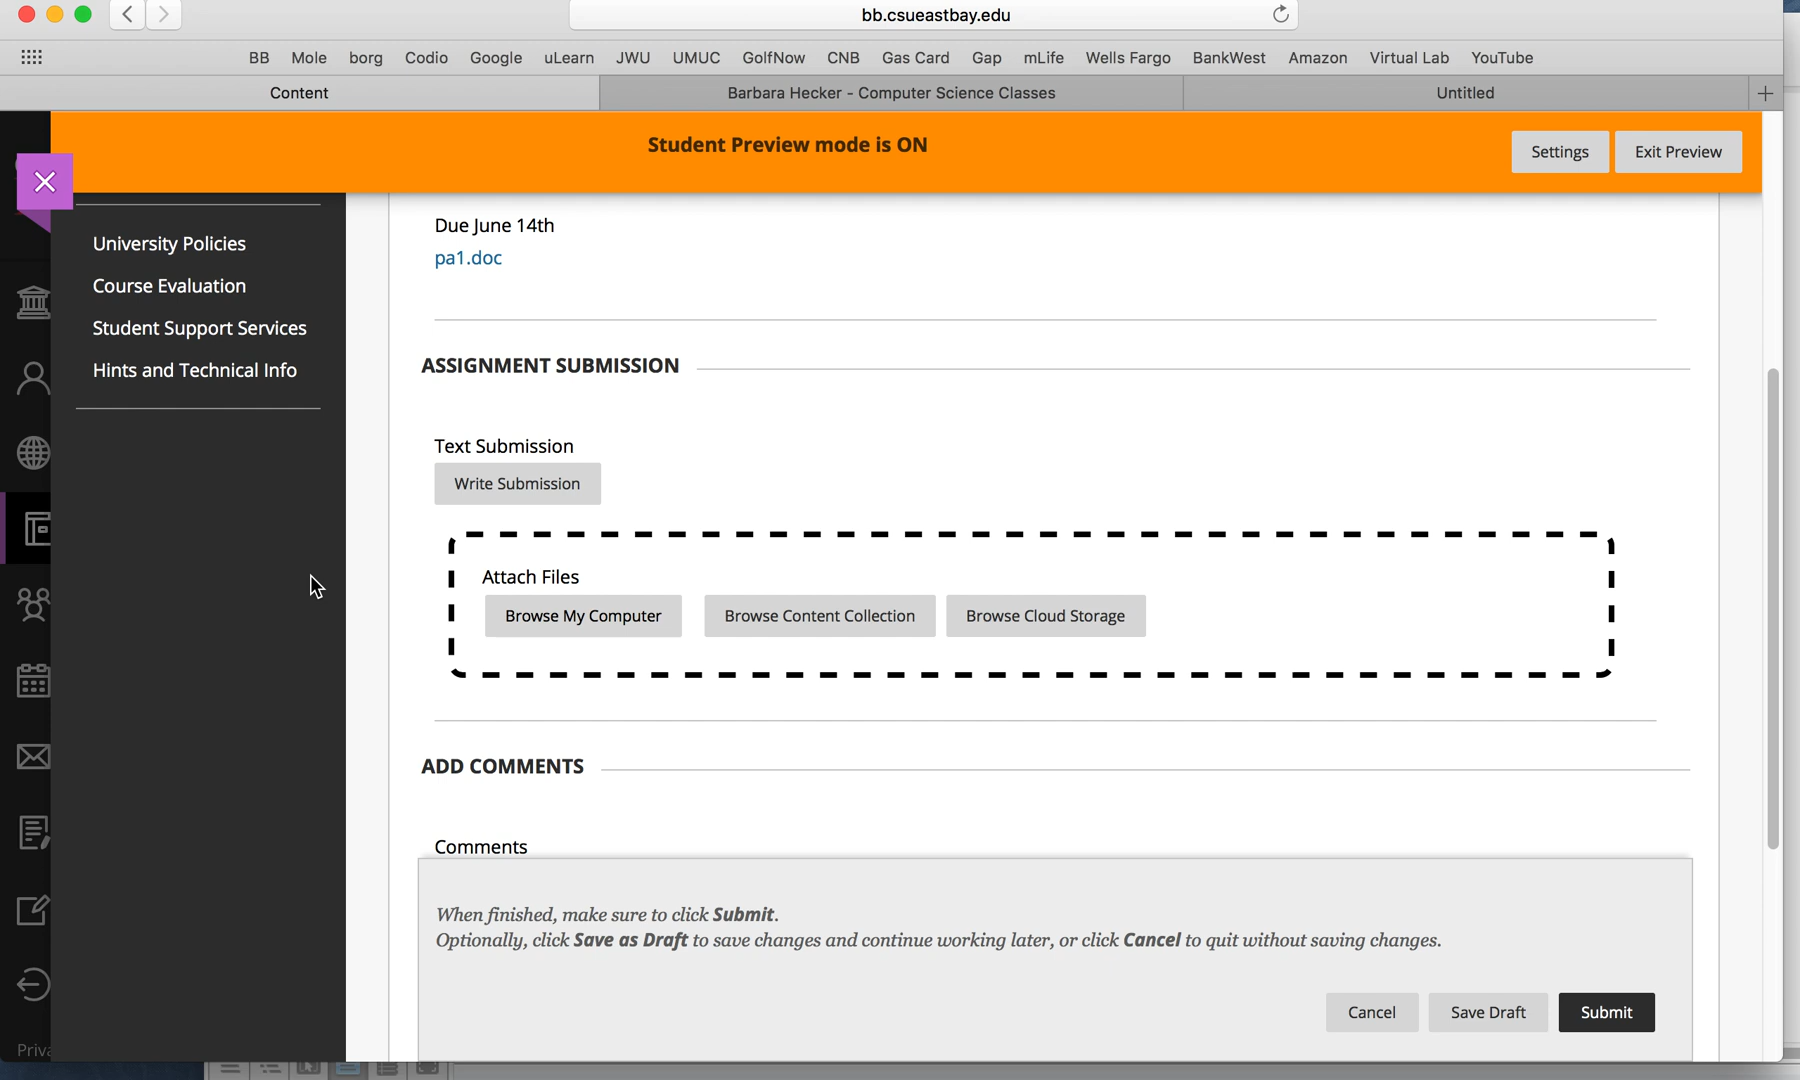 bb.csueastbay.edu
BB Mole borg Codio Google uLearn JWU UMUC GolfNow CNB Gas Card Gap mLife Wells Fargo BankWest Amazon Virtual Lab YouTube
Content Barbara Hecker - Computer Science Classes Untitled
Student Preview mode is ON
Settings Exit Preview
University Policies
Course Evaluation
Student Support Services
Hints and Technical Info
Due June 14th
pa1.doc
ASSIGNMENT SUBMISSION
Text Submission
Write Submission
Attach Files
Browse My Computer Browse Content Collection Browse Cloud Storage
ADD COMMENTS
Comments
When finished, make sure to click Submit.
Optionally, click Save as Draft to save changes and continue working later, or click Cancel to quit without saving changes.
Cancel Save Draft Submit